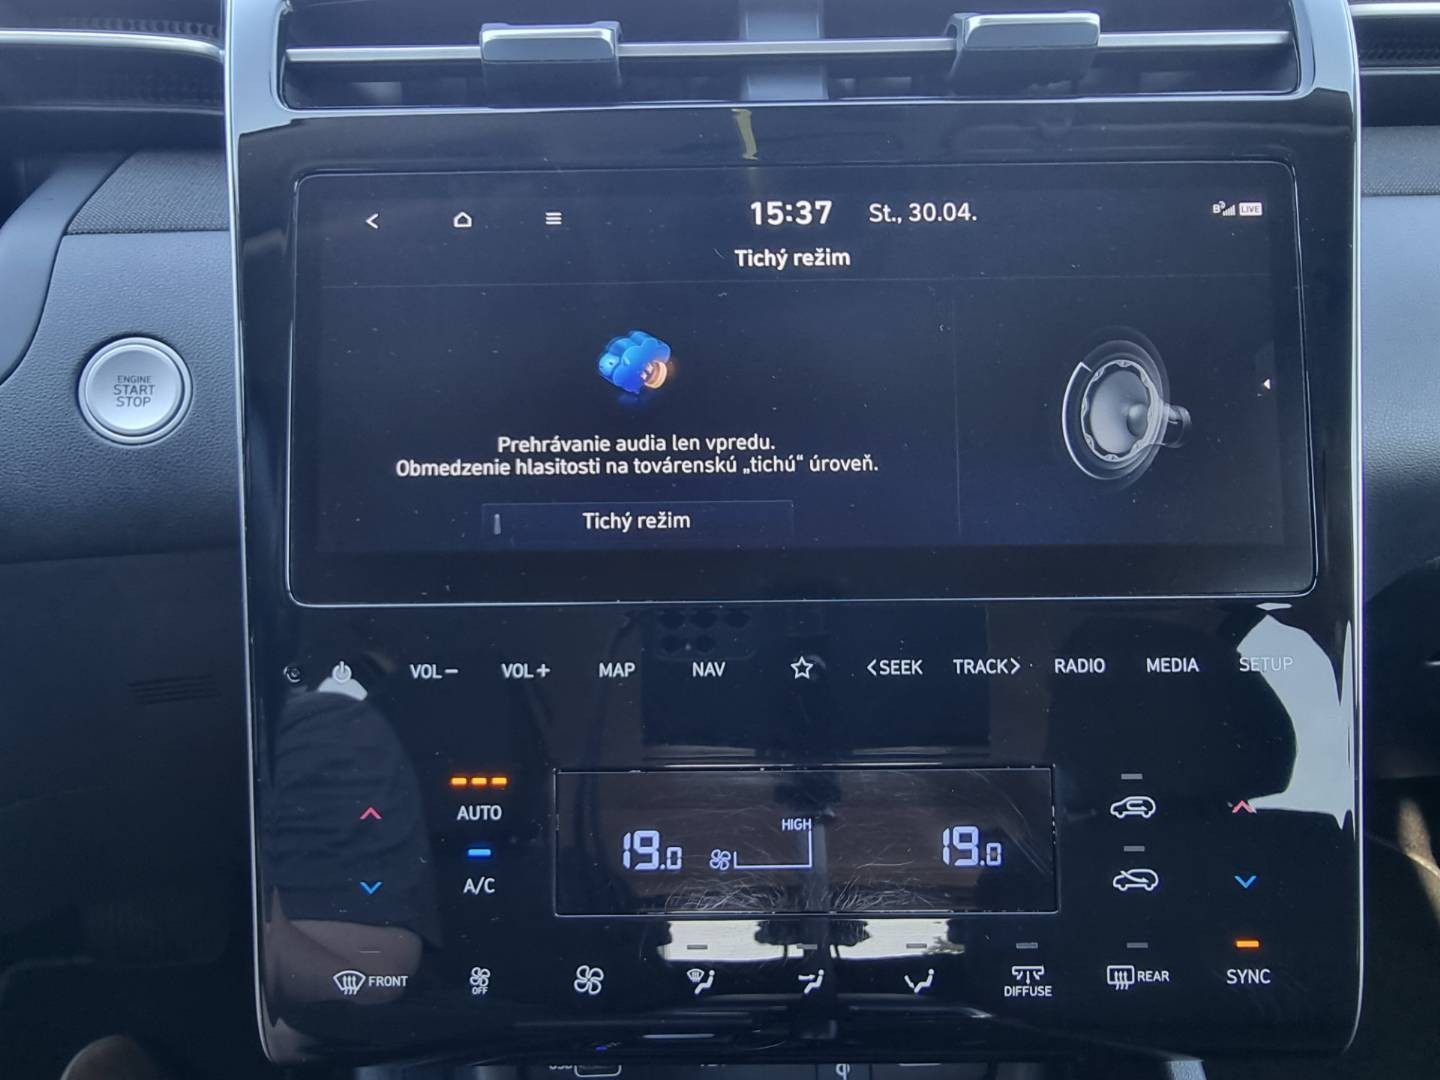 15:37 St., 30.04. LIVE
Tichý režim
Prehrávanie audia len vpredu.
Obmedzenie hlasitosti na továrenskú „tichú“ úroveň.
Tichý režim
ENGINE
START
STOP
VOL− VOL+ MAP NAV <SEEK TRACK> RADIO MEDIA SETUP
AUTO
A/C
19.0 HIGH 19.0
FRONT OFF DIFFUSE REAR SYNC